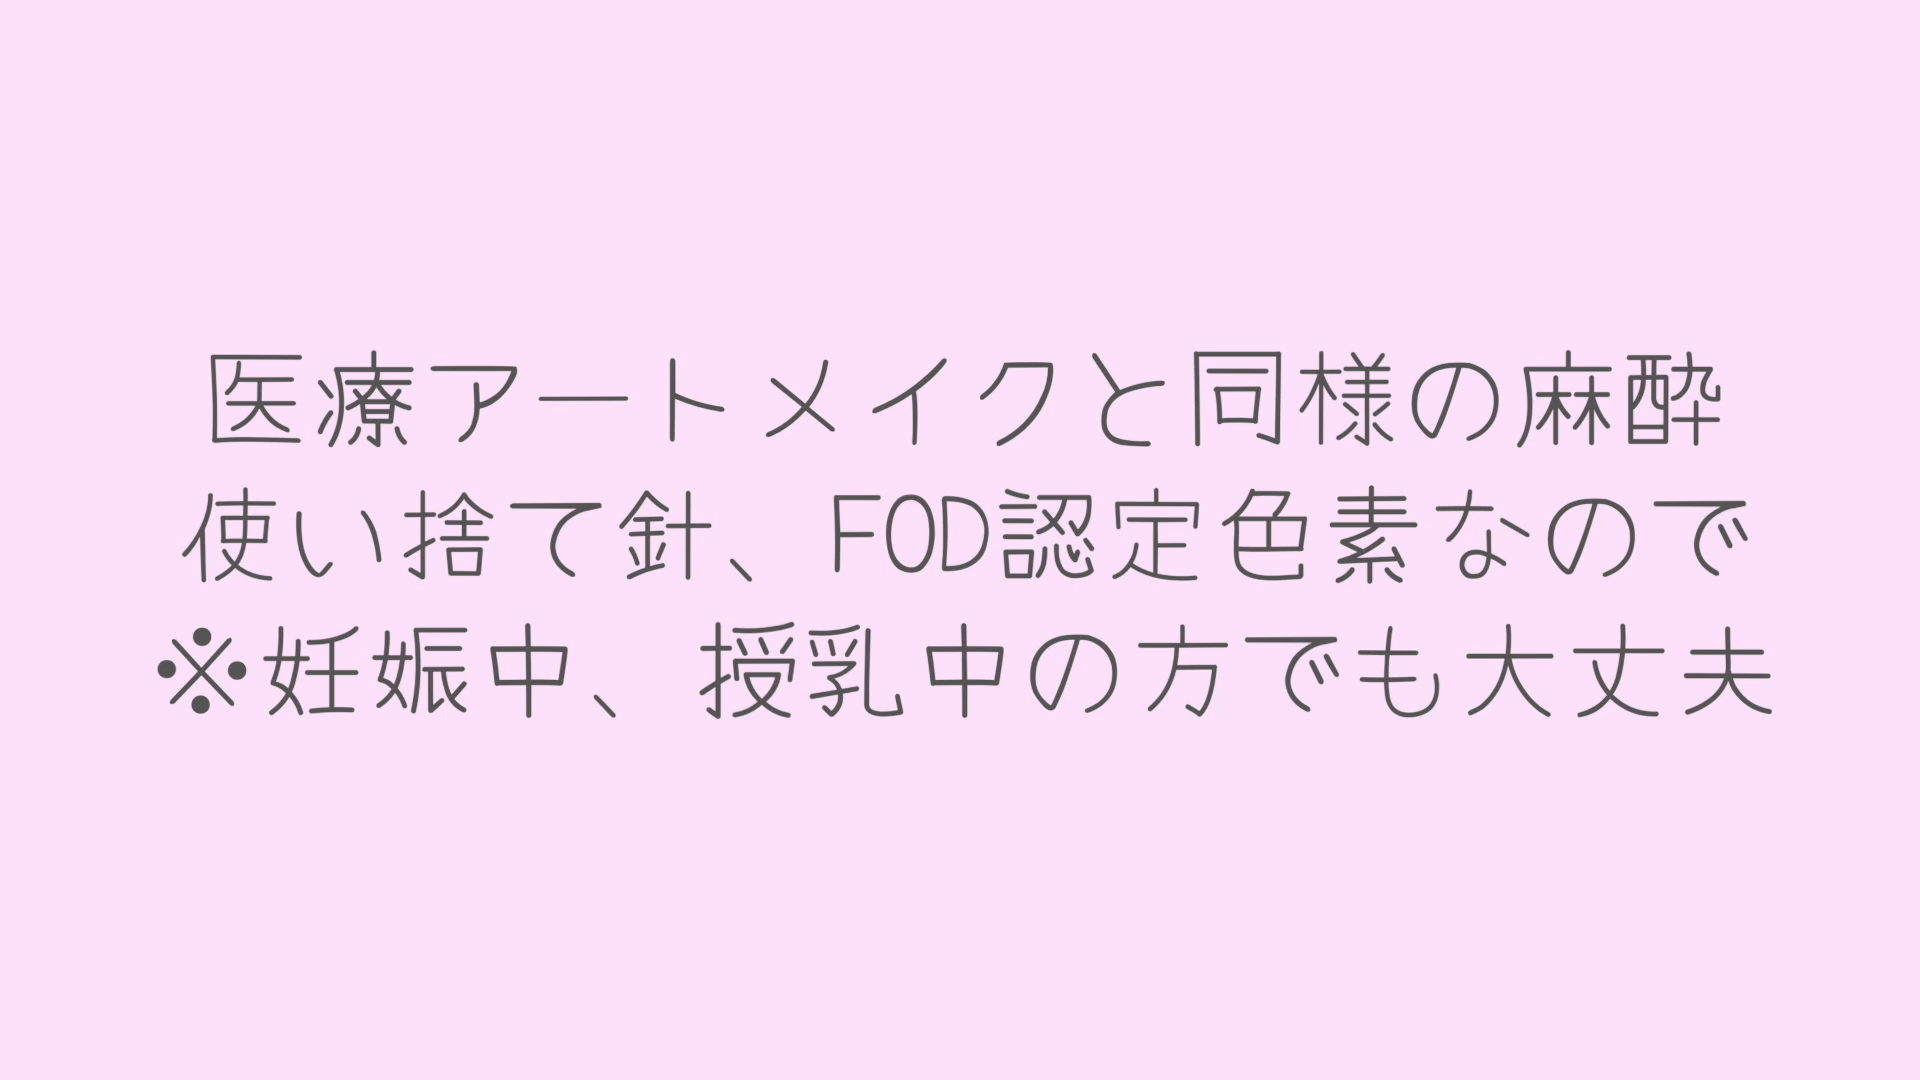 医療アートメイクと同様の麻酔
使い捨て針、FOD認定色素なので
※妊娠中、授乳中の方でも大丈夫